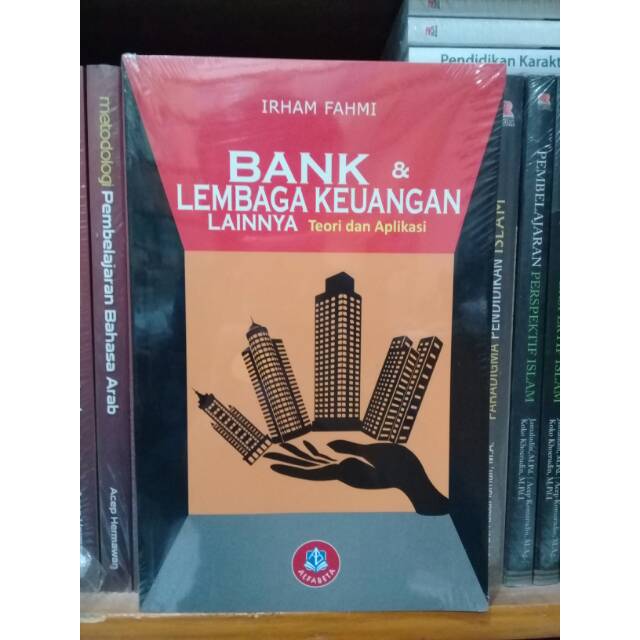 IRHAM FAHMI
BANK &
LEMBAGA KEUANGAN
LAINNYA Teori dan Aplikasi
ALFABETA
metodologi Pembelajaran Bahasa Arab
Acep Hermawan
Pendidikan Karakt
PARADIGMA PENDIDIKAN ISLAM
PEMBELAJARAN PERSPEKTIF ISLAM